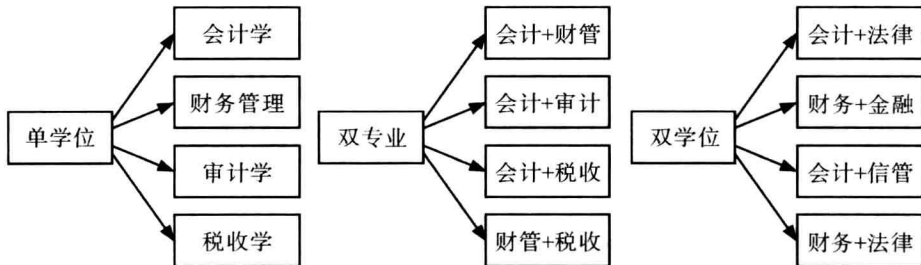 单学位
会计学
财务管理
审计学
税收学
双专业
会计+财管
会计+审计
会计+税收
财管+税收
双学位
会计+法律
财务+金融
会计+信管
财务+法律